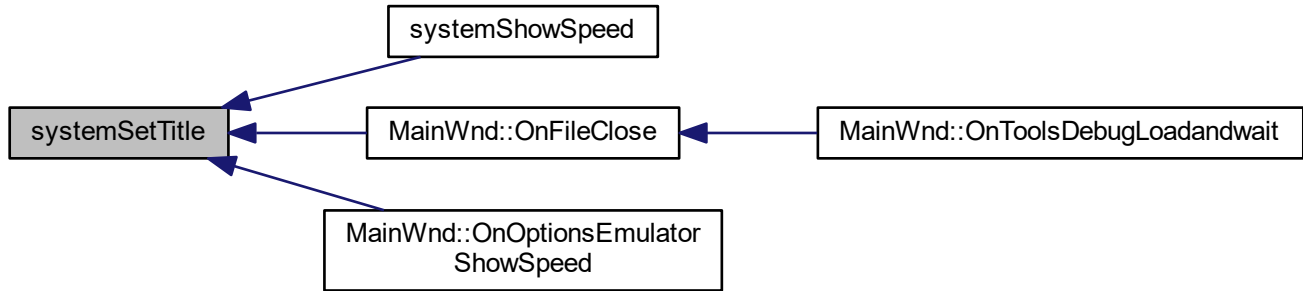 systemShowSpeed
systemSetTitle
MainWnd::OnFileClose
MainWnd::OnToolsDebugLoadandwait
MainWnd::OnOptionsEmulator
ShowSpeed